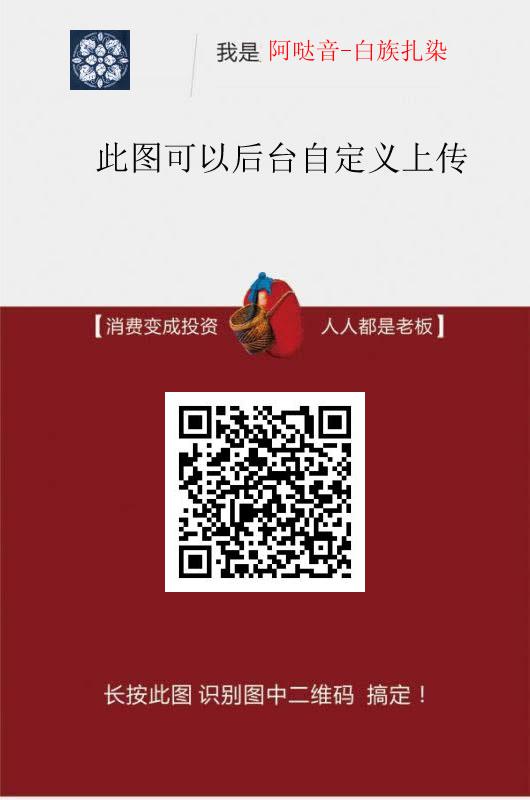 我是 阿哒音-白族扎染
此图可以后台自定义上传
【消费变成投资 人人都是老板】
长按此图 识别图中二维码 搞定！